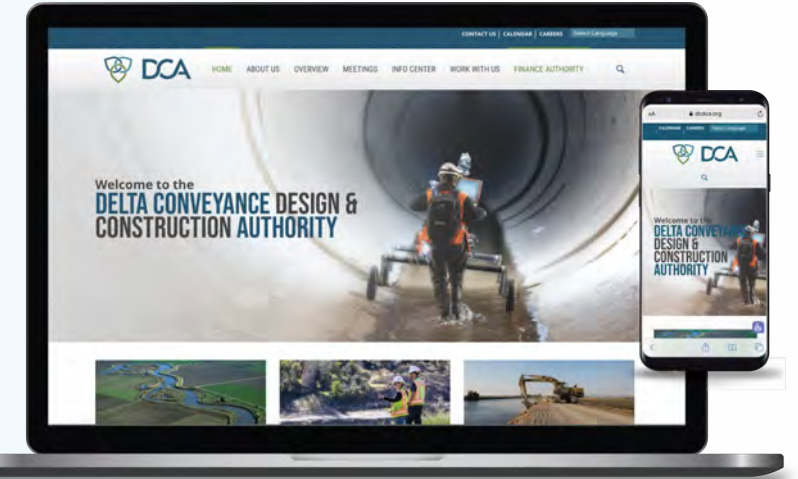 CONTACT US | CALENDAR | CAREERS Select Language
DCA HOME ABOUT US OVERVIEW MEETINGS INFO CENTER WORK WITH US FINANCE AUTHORITY
Welcome to the
DELTA CONVEYANCE DESIGN &
CONSTRUCTION AUTHORITY
AA dcdca.org
CALENDAR CAREERS Select Language
DCA
Welcome to the
DELTA CONVEYANCE
DESIGN &
CONSTRUCTION
AUTHORITY